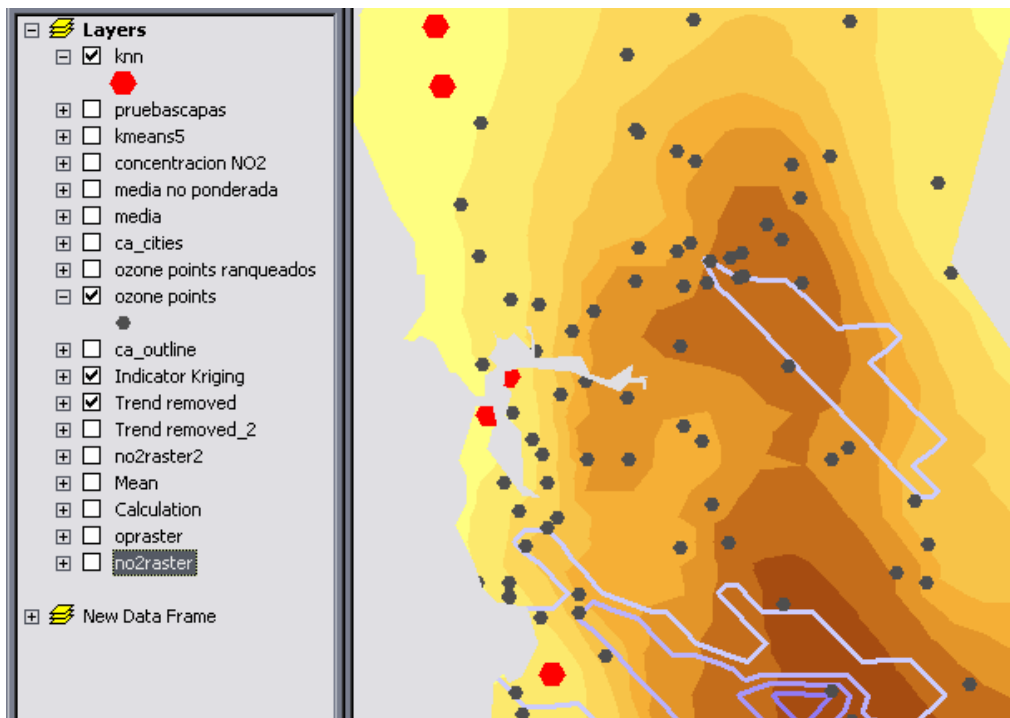 Layers
knn
pruebascapas
kmeans5
concentracion NO2
media no ponderada
media
ca_cities
ozone points ranqueados
ozone points
ca_outline
Indicator Kriging
Trend removed
Trend removed_2
no2raster2
Mean
Calculation
opraster
no2raster
New Data Frame